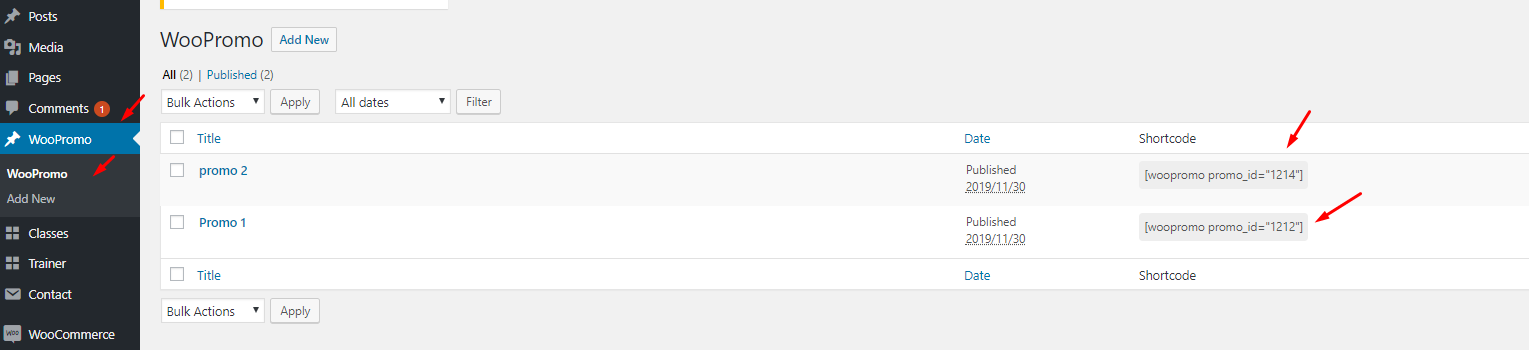 Posts
Media
Pages
Comments 1
WooPromo
WooPromo
Add New
Classes
Trainer
Contact
WOO WooCommerce
WooPromo Add New
All (2) | Published (2)
Bulk Actions Apply All dates Filter
Title Date Shortcode
promo 2 Published [woopromo promo_id="1214"]
2019/11/30
Promo 1 Published [woopromo promo_id="1212"]
2019/11/30
Title Date Shortcode
Bulk Actions Apply